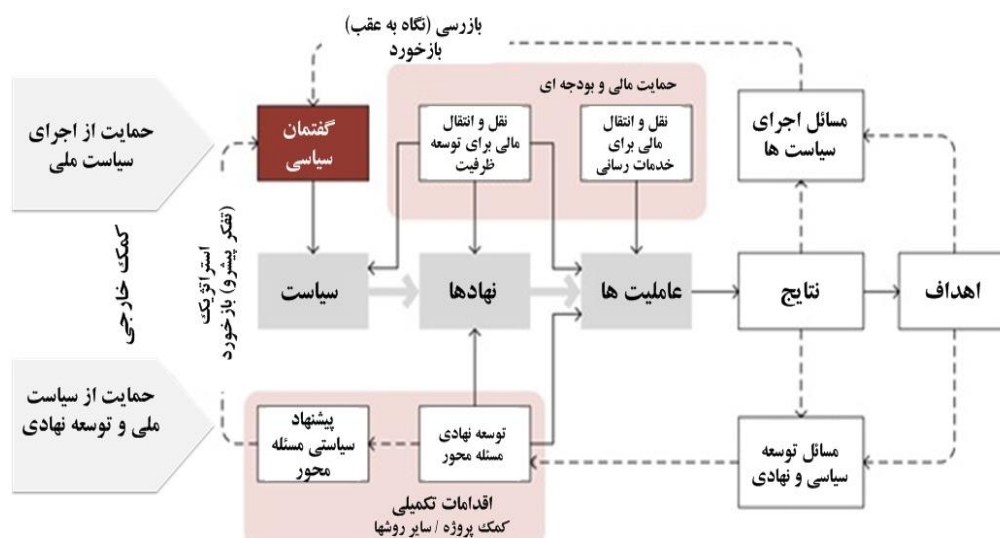 بازرسی (نگاه به عقب)
بازخورد
حمایت از اجرای
سیاست ملی
کمک خارجی
حمایت از سیاست
ملی و توسعه نهادی
استراتژیک
(تفکر پیشرو) بازخورد
گفتمان
سیاسی
حمایت مالی و بودجه ای
نقل و انتقال
مالی برای توسعه
ظرفیت
نقل و انتقال
مالی برای
خدمات رسانی
مسائل اجرای
سیاست ها
سیاست
نهادها
عاملیت ها
نتایج
اهداف
پیشنهاد
سیاستی مسئله
محور
توسعه نهادی
مسئله محور
اقدامات تکمیلی
کمک پروژه / سایر روشها
مسائل توسعه
سیاسی و نهادی